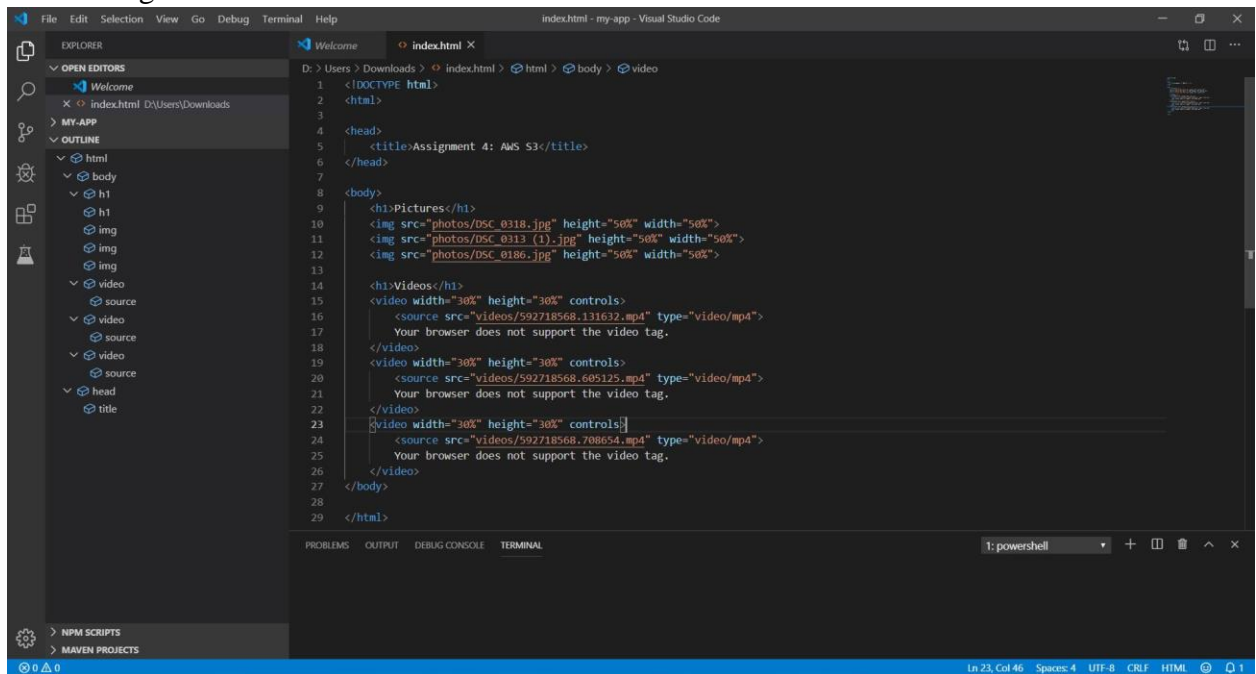 File Edit Selection View Go Debug Terminal Help
index.html - my-app - Visual Studio Code
EXPLORER
OPEN EDITORS
Welcome
index.html D:\Users\Downloads
MY-APP
OUTLINE
html
body
h1
h1
img
img
img
video
source
video
source
video
source
head
title
NPM SCRIPTS
MAVEN PROJECTS
Welcome
index.html
D: > Users > Downloads > index.html > html > body > video
1 <!DOCTYPE html>
2 <html>
3
4 <head>
5 <title>Assignment 4: AWS S3</title>
6 </head>
7
8 <body>
9 <h1>Pictures</h1>
10 <img src="photos/DSC_0318.jpg" height="50%" width="50%">
11 <img src="photos/DSC_0313 (1).jpg" height="50%" width="50%">
12 <img src="photos/DSC_0186.jpg" height="50%" width="50%">
13
14 <h1>Videos</h1>
15 <video width="30%" height="30%" controls>
16 <source src="videos/592718568.131632.mp4" type="video/mp4">
17 Your browser does not support the video tag.
18 </video>
19 <video width="30%" height="30%" controls>
20 <source src="videos/592718568.605125.mp4" type="video/mp4">
21 Your browser does not support the video tag.
22 </video>
23 <video width="30%" height="30%" controls>
24 <source src="videos/592718568.708654.mp4" type="video/mp4">
25 Your browser does not support the video tag.
26 </video>
27 </body>
28
29 </html>
PROBLEMS OUTPUT DEBUG CONSOLE TERMINAL
1: powershell
0 0
Ln 23, Col 46 Spaces: 4 UTF-8 CRLF HTML 1